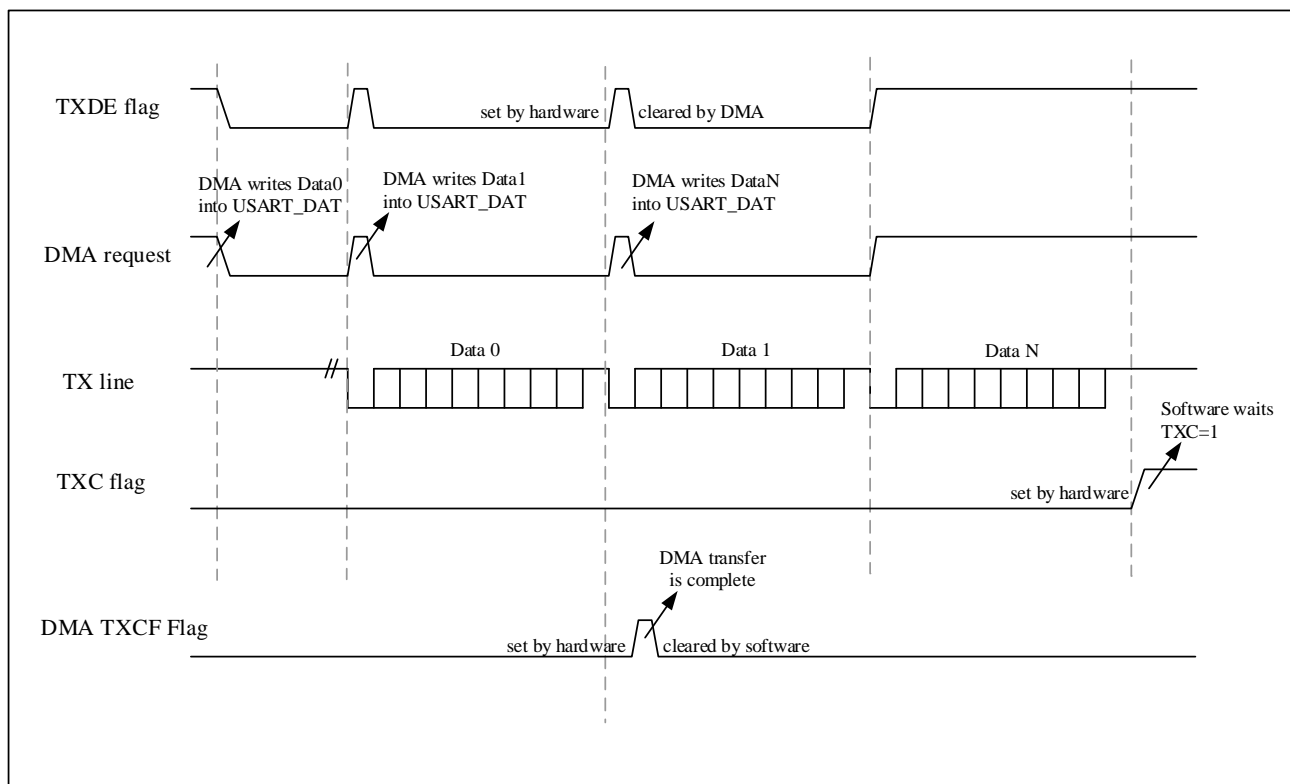 TXDE flag
set by hardware
cleared by DMA
DMA writes Data0
into USART_DAT
DMA writes Data1
into USART_DAT
DMA writes DataN
into USART_DAT
DMA request
Data 0
Data 1
Data N
TX line
Software waits
TXC=1
TXC flag
set by hardware
DMA transfer
is complete
DMA TXCF Flag
set by hardware
cleared by software